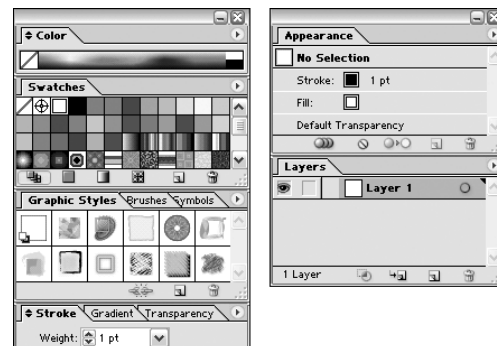 Color
Swatches
Graphic Styles Brushes Symbols
Stroke Gradient Transparency
Weight: 1 pt
Appearance
No Selection
Stroke: 1 pt
Fill:
Default Transparency
Layers
Layer 1
1 Layer